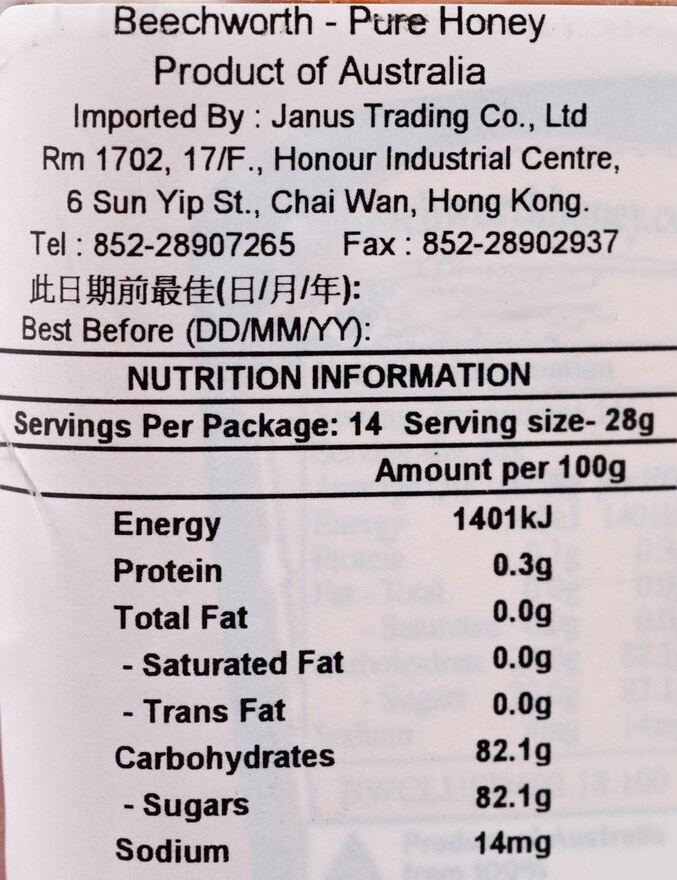 Beechworth - Pure Honey
Product of Australia
Imported By : Janus Trading Co., Ltd
Rm 1702, 17/F., Honour Industrial Centre,
6 Sun Yip St., Chai Wan, Hong Kong.
Tel : 852-28907265 Fax : 852-28902937
此日期前最佳(日/月/年):
Best Before (DD/MM/YY):
NUTRITION INFORMATION
Servings Per Package: 14 Serving size- 28g
Amount per 100g
Energy 1401kJ
Protein 0.3g
Total Fat 0.0g
- Saturated Fat 0.0g
- Trans Fat 0.0g
Carbohydrates 82.1g
- Sugars 82.1g
Sodium 14mg